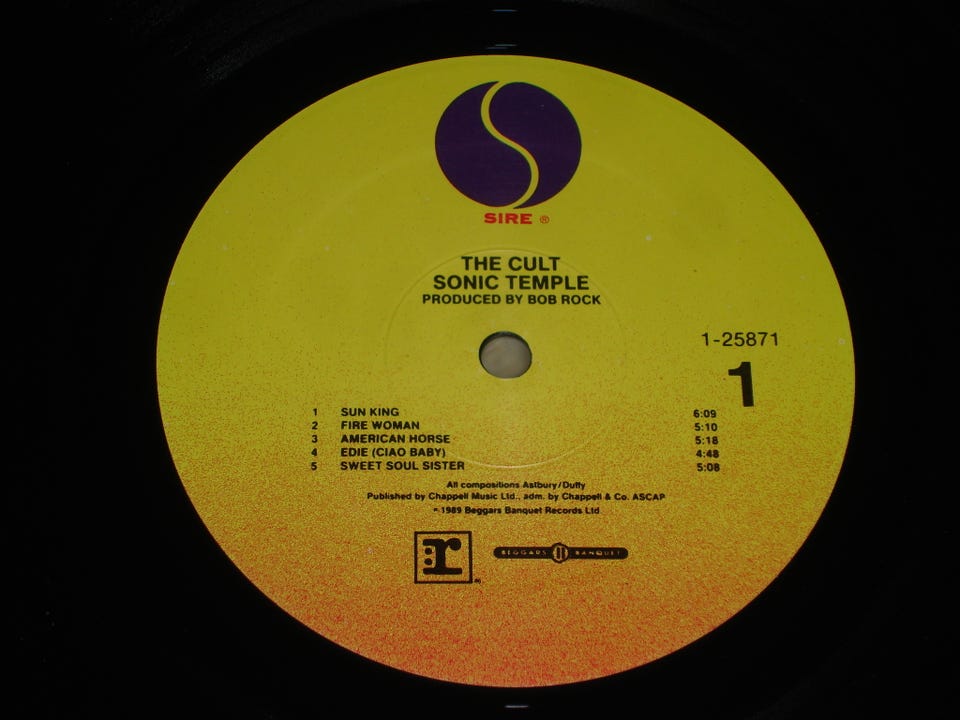 SIRE ®
THE CULT
SONIC TEMPLE
PRODUCED BY BOB ROCK
1-25871
1
1 SUN KING 6:09
2 FIRE WOMAN 5:10
3 AMERICAN HORSE 5:18
4 EDIE (CIAO BABY) 4:48
5 SWEET SOUL SISTER 5:08
All compositions Astbury/Duffy
Published by Chappell Music Ltd., adm. by Chappell & Co. ASCAP
1989 Beggars Banquet Records Ltd
:r
BEGGARS BANQUET